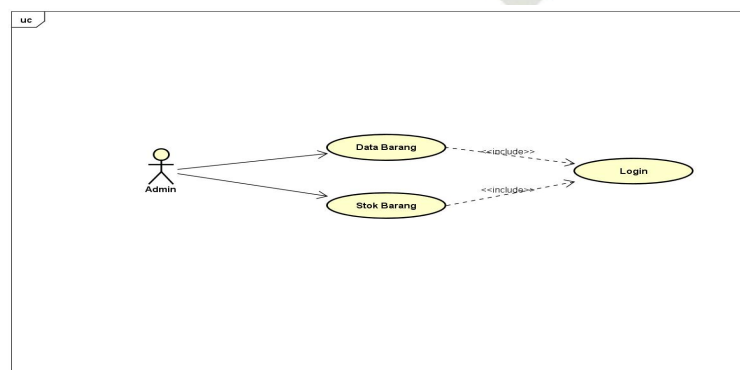 uc
Data Barang
<<include>>
Login
Admin
<<include>>
Stok Barang